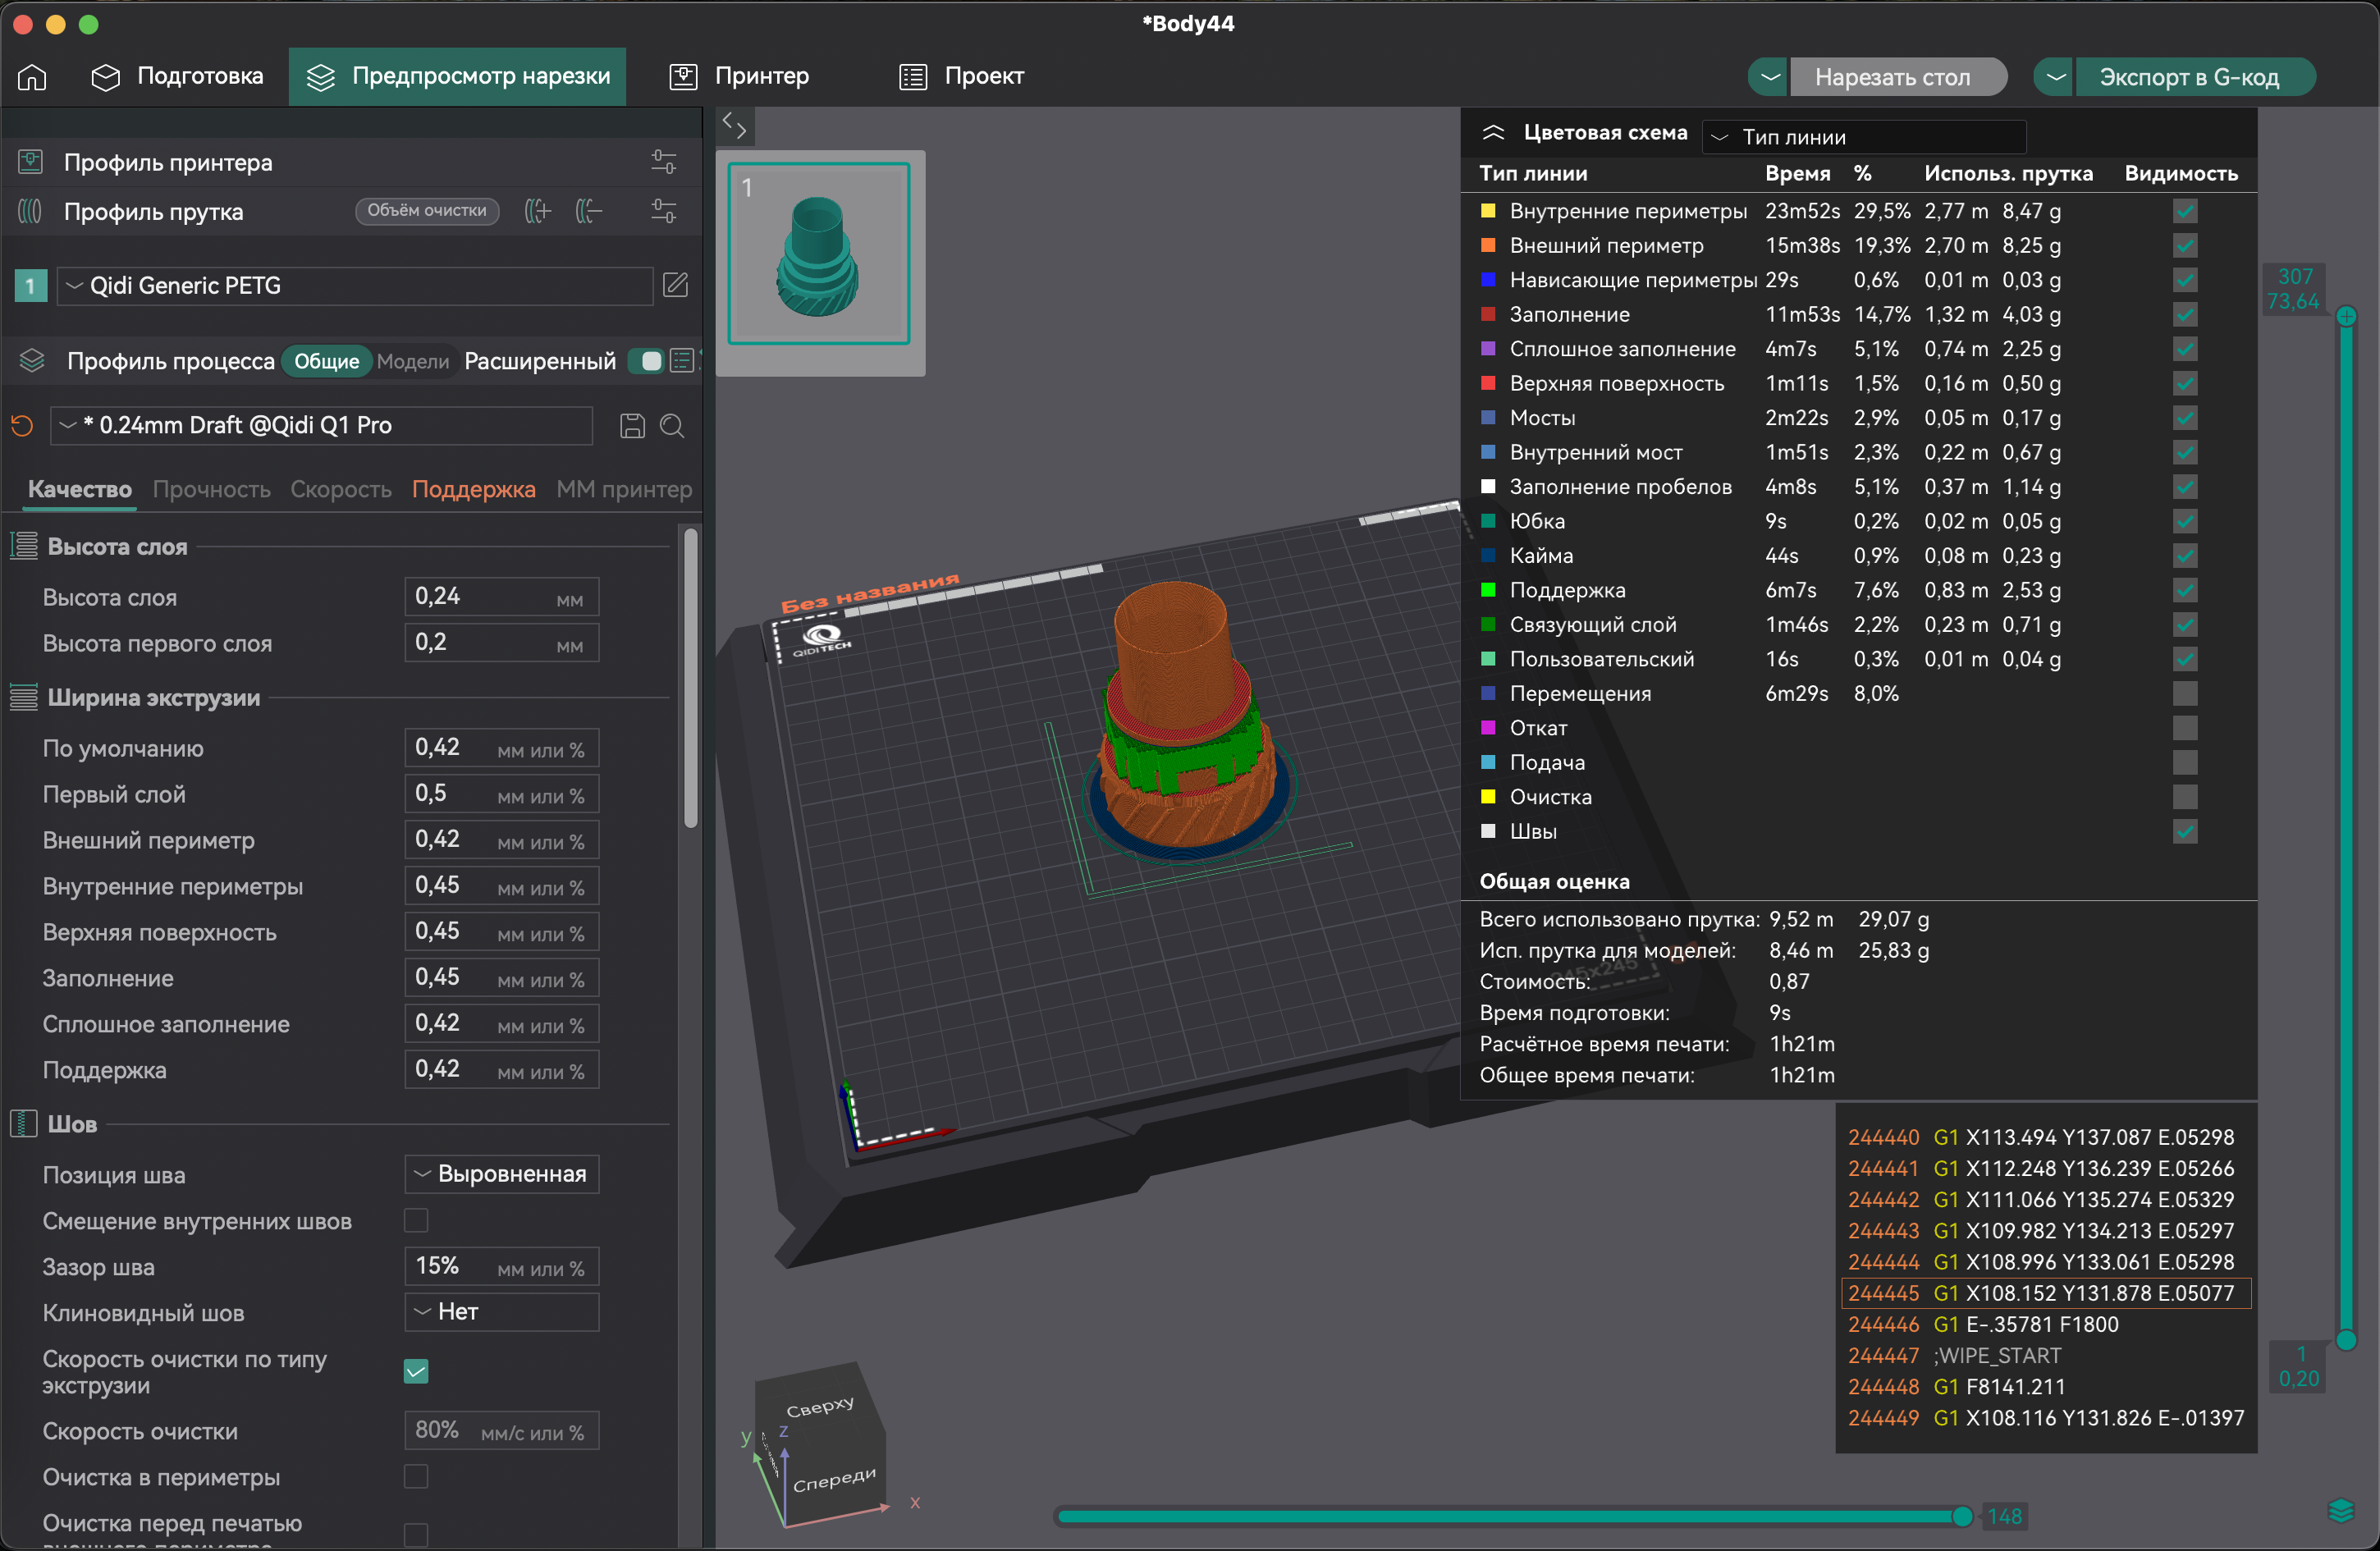 *Body44
Подготовка
Предпросмотр нарезки
Принтер
Проект
Нарезать стол
Экспорт в G-код
Профиль принтера
Профиль прутка
Объём очистки
1 Qidi Generic PETG
Профиль процесса Общие Модели Расширенный
* 0.24mm Draft @Qidi Q1 Pro
Качество Прочность Скорость Поддержка ММ принтер
Высота слоя
Высота слоя 0,24 мм
Высота первого слоя 0,2 мм
Ширина экструзии
По умолчанию 0,42 мм или %
Первый слой 0,5 мм или %
Внешний периметр 0,42 мм или %
Внутренние периметры 0,45 мм или %
Верхняя поверхность 0,45 мм или %
Заполнение 0,45 мм или %
Сплошное заполнение 0,42 мм или %
Поддержка 0,42 мм или %
Шов
Позиция шва Выровненная
Смещение внутренних швов
Зазор шва 15% мм или %
Клиновидный шов Нет
Скорость очистки по типу
экструзии
Скорость очистки 80% мм/с или %
Очистка в периметры
Очистка перед печатью
1
Без названия
QIDI TECH
245x245
Сверху
Спереди
y
z
x
Цветовая схема Тип линии
Тип линии Время % Использ. прутка Видимость
Внутренние периметры 23m52s 29,5% 2,77 m 8,47 g
Внешний периметр 15m38s 19,3% 2,70 m 8,25 g
Нависающие периметры 29s 0,6% 0,01 m 0,03 g
Заполнение 11m53s 14,7% 1,32 m 4,03 g
Сплошное заполнение 4m7s 5,1% 0,74 m 2,25 g
Верхняя поверхность 1m11s 1,5% 0,16 m 0,50 g
Мосты 2m22s 2,9% 0,05 m 0,17 g
Внутренний мост 1m51s 2,3% 0,22 m 0,67 g
Заполнение пробелов 4m8s 5,1% 0,37 m 1,14 g
Юбка 9s 0,2% 0,02 m 0,05 g
Кайма 44s 0,9% 0,08 m 0,23 g
Поддержка 6m7s 7,6% 0,83 m 2,53 g
Связующий слой 1m46s 2,2% 0,23 m 0,71 g
Пользовательский 16s 0,3% 0,01 m 0,04 g
Перемещения 6m29s 8,0%
Откат
Подача
Очистка
Швы
Общая оценка
Всего использовано прутка: 9,52 m 29,07 g
Исп. прутка для моделей: 8,46 m 25,83 g
Стоимость: 0,87
Время подготовки: 9s
Расчётное время печати: 1h21m
Общее время печати: 1h21m
244440 G1 X113.494 Y137.087 E.05298
244441 G1 X112.248 Y136.239 E.05266
244442 G1 X111.066 Y135.274 E.05329
244443 G1 X109.982 Y134.213 E.05297
244444 G1 X108.996 Y133.061 E.05298
244445 G1 X108.152 Y131.878 E.05077
244446 G1 E-.35781 F1800
244447 ;WIPE_START
244448 G1 F8141.211
244449 G1 X108.116 Y131.826 E-.01397
307
73,64
1
0,20
148